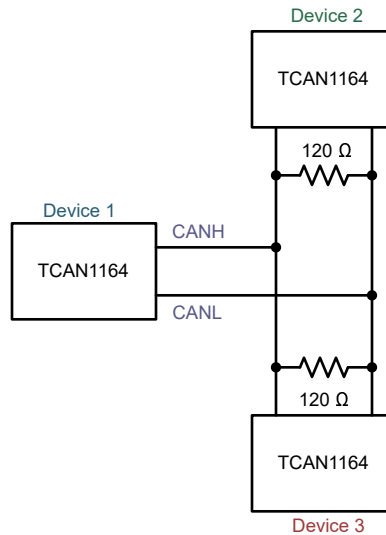 Device 2
TCAN1164
120 Ω
Device 1
CANH
TCAN1164
CANL
120 Ω
TCAN1164
Device 3